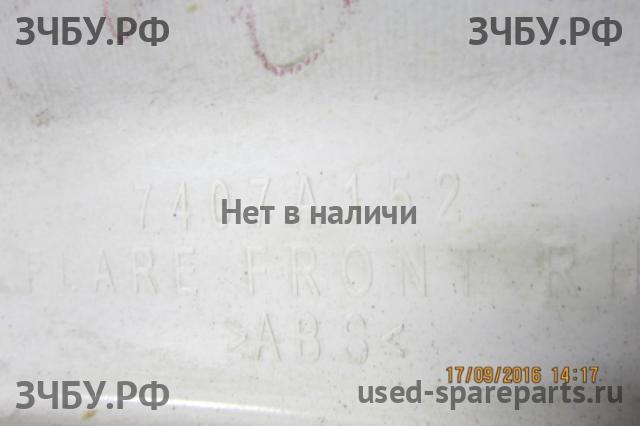 ЗЧБУ.РФ ЗЧБУ.РФ
7407A152
Нет в наличи
FLARE FRONT RH
>ABS<
17/09/2016 14:17
ЗЧБУ.РФ used-spareparts.ru